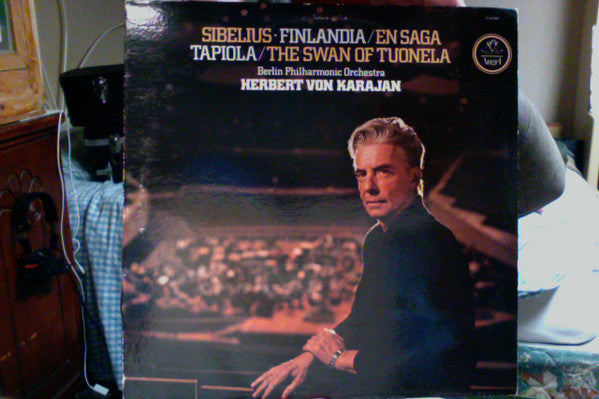 SIBELIUS · FINLANDIA / EN SAGA
TAPIOLA / THE SWAN OF TUONELA
Berlin Philharmonic Orchestra
HERBERT VON KARAJAN
Angel